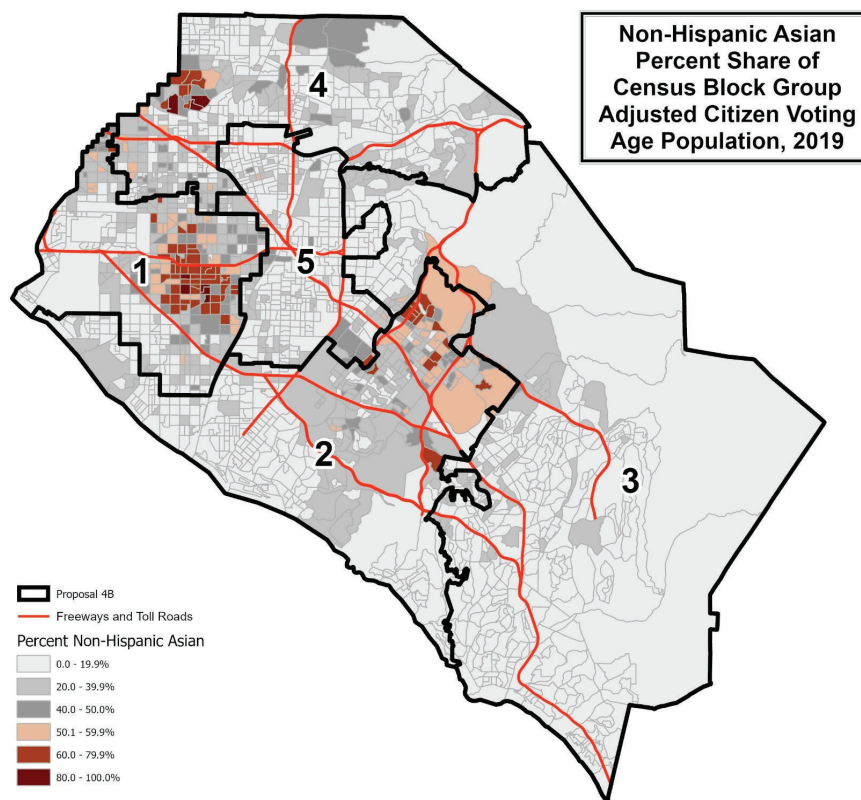 Non-Hispanic Asian
Percent Share of
Census Block Group
Adjusted Citizen Voting
Age Population, 2019
4
1
5
2
3
Proposal 4B
Freeways and Toll Roads
Percent Non-Hispanic Asian
0.0 - 19.9%
20.0 - 39.9%
40.0 - 50.0%
50.1 - 59.9%
60.0 - 79.9%
80.0 - 100.0%